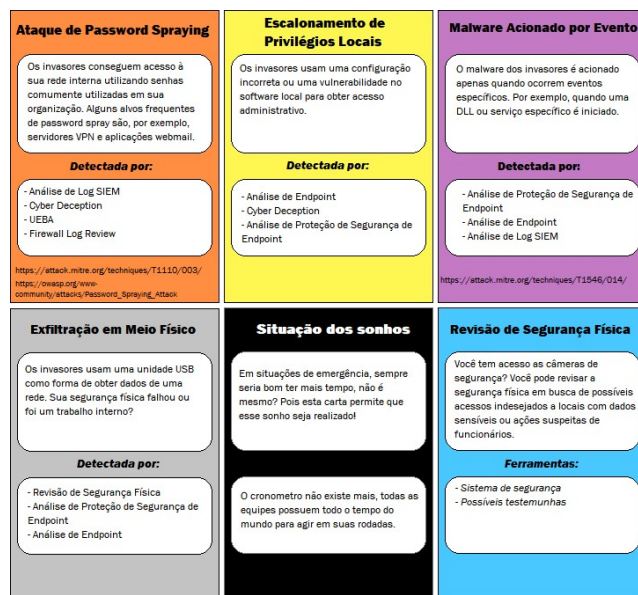 Ataque de Password Spraying
Os invasores conseguem acesso à
sua rede interna utilizando senhas
comumente utilizadas em sua
organização. Alguns alvos frequentes
de password spray são, por exemplo,
servidores VPN e aplicações webmail.
Detectada por:
- Análise de Log SIEM
- Cyber Deception
- UEBA
- Firewall Log Review
https://attack.mitre.org/techniques/T1110/003/
https://owasp.org/www-
community/attacks/Password_Spraying_Attack
Escalonamento de
Privilégios Locais
Os invasores usam uma configuração
incorreta ou uma vulnerabilidade no
software local para obter acesso
administrativo.
Detectada por:
- Análise de Endpoint
- Cyber Deception
- Análise de Proteção de Segurança de
Endpoint
Malware Acionado por Evento
O malware dos invasores é acionado
apenas quando ocorrem eventos
específicos. Por exemplo, quando uma
DLL ou serviço específico é iniciado.
Detectada por:
- Análise de Proteção de Segurança de
Endpoint
- Análise de Endpoint
- Análise de Log SIEM
https://attack.mitre.org/techniques/T1546/014/
Exfiltração em Meio Físico
Os invasores usam uma unidade USB
como forma de obter dados de uma
rede. Sua segurança física falhou ou
foi um trabalho interno?
Detectada por:
- Revisão de Segurança Física
- Análise de Proteção de Segurança de
Endpoint
- Análise de Endpoint
Situação dos sonhos
Em situações de emergência, sempre
seria bom ter mais tempo, não é
mesmo? Pois esta carta permite que
esse sonho seja realizado!
O cronometro não existe mais, todas as
equipes possuem todo o tempo do
mundo para agir em suas rodadas.
Revisão de Segurança Física
Você tem acesso as câmeras de
segurança? Você pode revisar a
segurança física em busca de possíveis
acessos indesejados a locais com dados
sensíveis ou ações suspeitas de
funcionários.
Ferramentas:
- Sistema de segurança
- Possíveis testemunhas